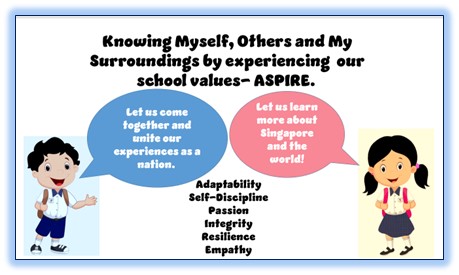 Knowing Myself, Others and My
Surroundings by experiencing our
school values- ASPIRE.
Let us come
together and
unite our
experiences as a
nation.
Let us learn
more about
Singapore
and the
world!
Adaptability
Self-Discipline
Passion
Integrity
Resilience
Empathy